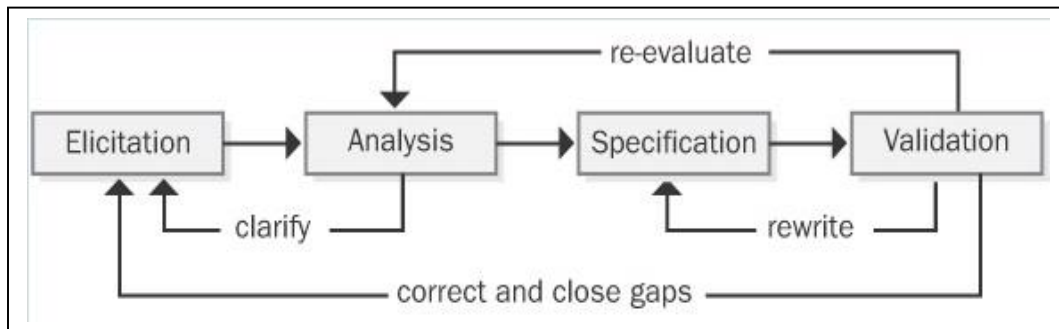 re-evaluate
Elicitation
Analysis
Specification
Validation
clarify
rewrite
correct and close gaps